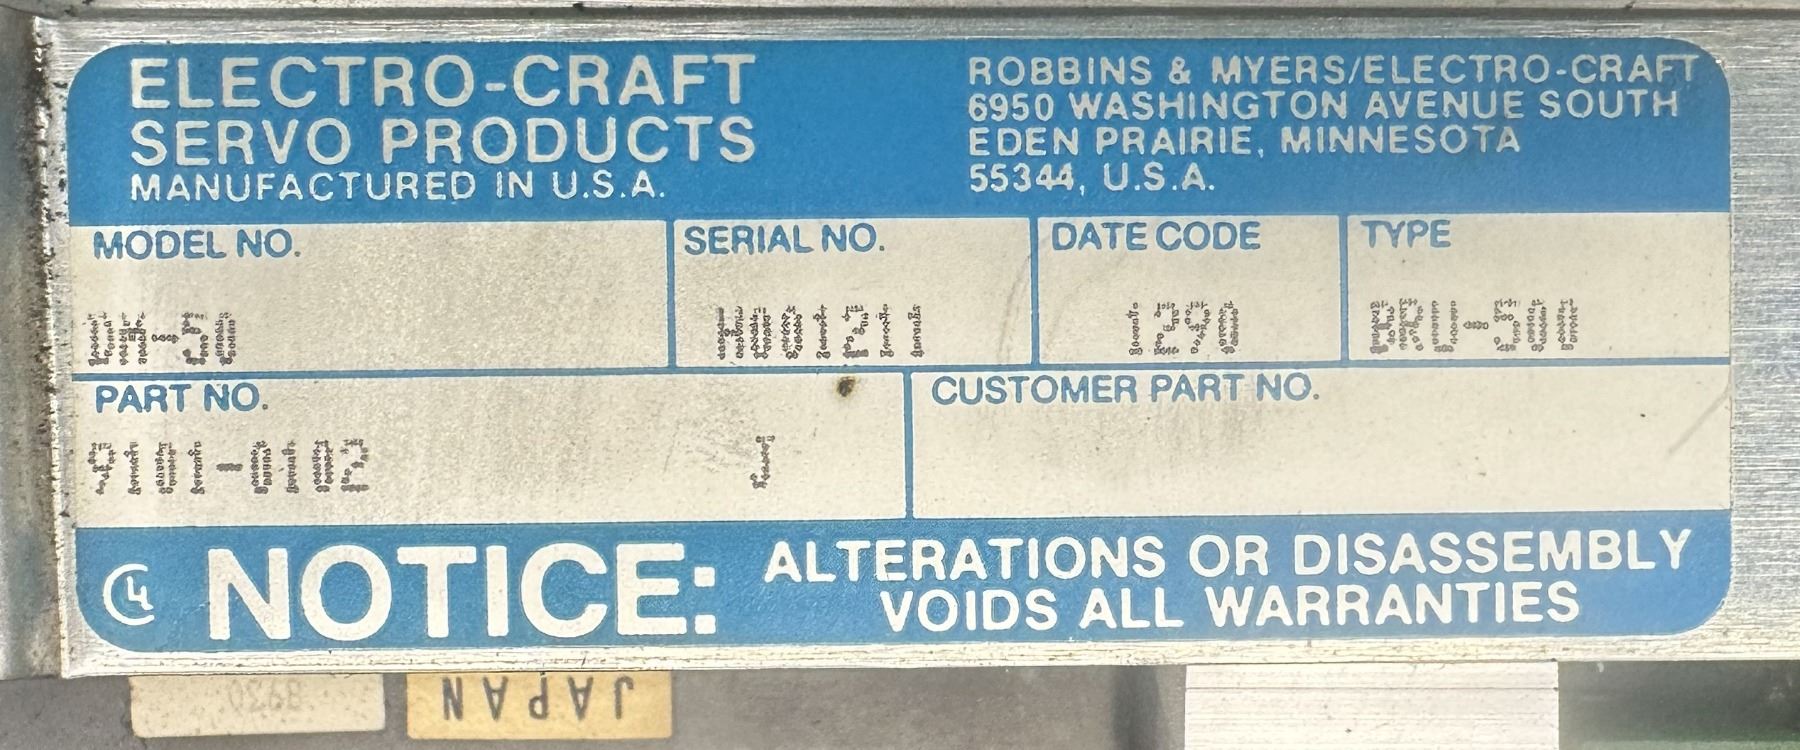 ELECTRO-CRAFT
SERVO PRODUCTS
MANUFACTURED IN U.S.A.
ROBBINS & MYERS/ELECTRO-CRAFT
6950 WASHINGTON AVENUE SOUTH
EDEN PRAIRIE, MINNESOTA
55344, U.S.A.
MODEL NO.
SERIAL NO.
DATE CODE
TYPE
PART NO.
CUSTOMER PART NO.
NOTICE:
ALTERATIONS OR DISASSEMBLY
VOIDS ALL WARRANTIES
JAPAN